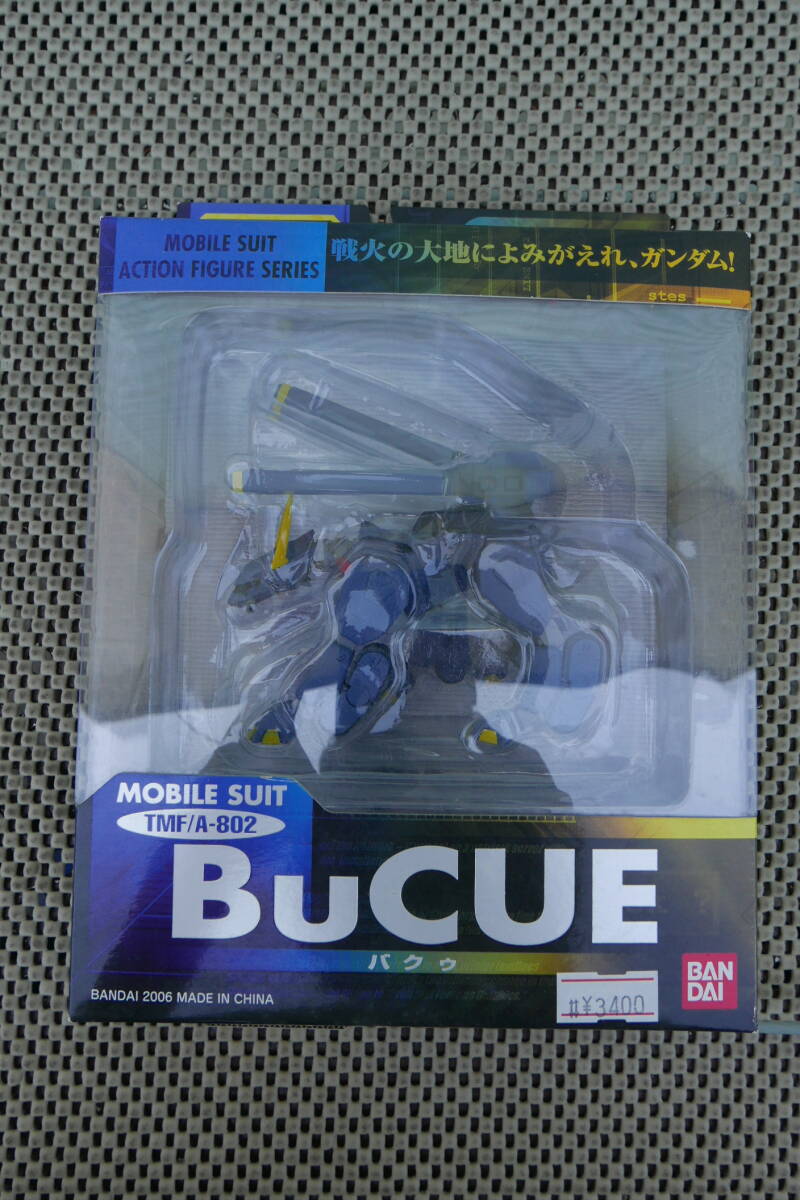 MOBILE SUIT
ACTION FIGURE SERIES
戦火の大地によみがえれ、ガンダム!
stes
MOBILE SUIT
TMF/A-802
BuCUE
バクゥ
BANDAI 2006 MADE IN CHINA
¥3400
BAN
DAI